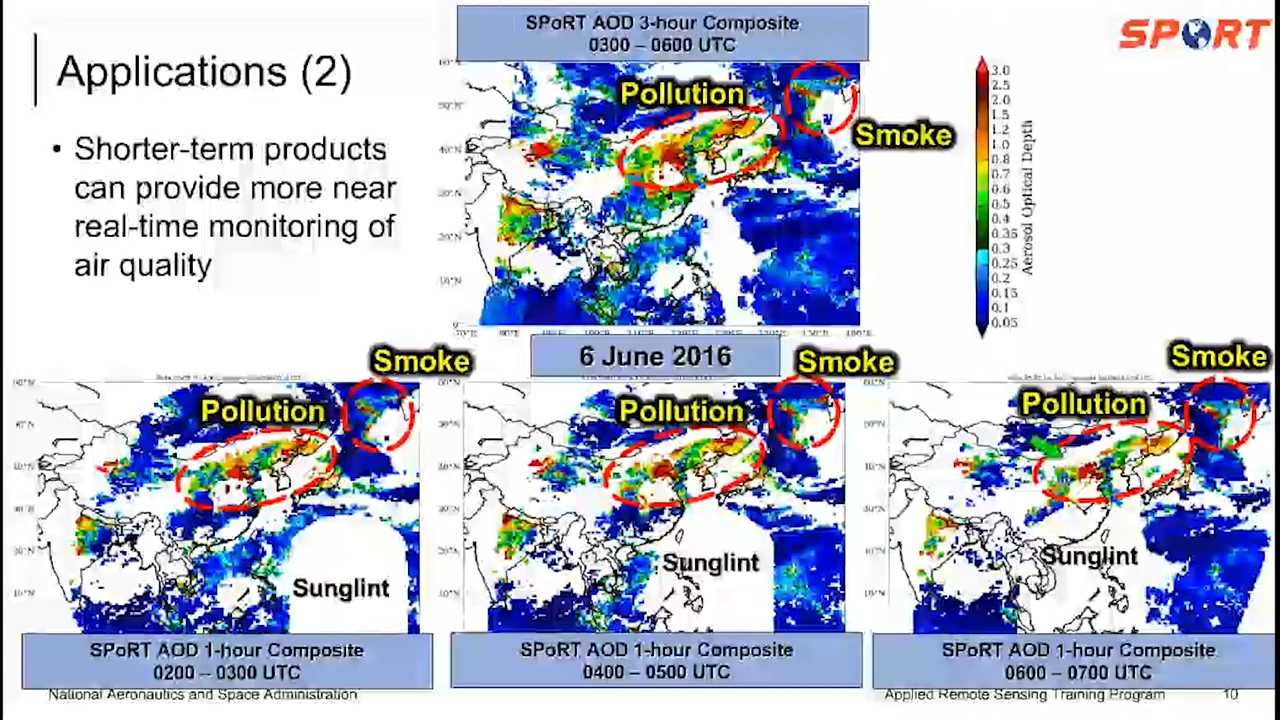 SPoRT AOD 3-hour Composite
0300 – 0600 UTC
SPORT
Applications (2)
• Shorter-term products
can provide more near
real-time monitoring of
air quality
Pollution
Smoke
3.0
2.5
2.0
1.5
1.2
1.0
0.8
0.7
0.6
0.5
0.4
0.35
0.3
0.25
0.2
0.15
0.1
0.05
Aerosol Optical Depth
6 June 2016
Smoke
Pollution
Sunglint
SPoRT AOD 1-hour Composite
0200 – 0300 UTC
Smoke
Pollution
Sunglint
SPoRT AOD 1-hour Composite
0400 – 0500 UTC
Smoke
Pollution
Sunglint
SPoRT AOD 1-hour Composite
0600 – 0700 UTC
National Aeronautics and Space Administration
Applied Remote Sensing Training Program
10